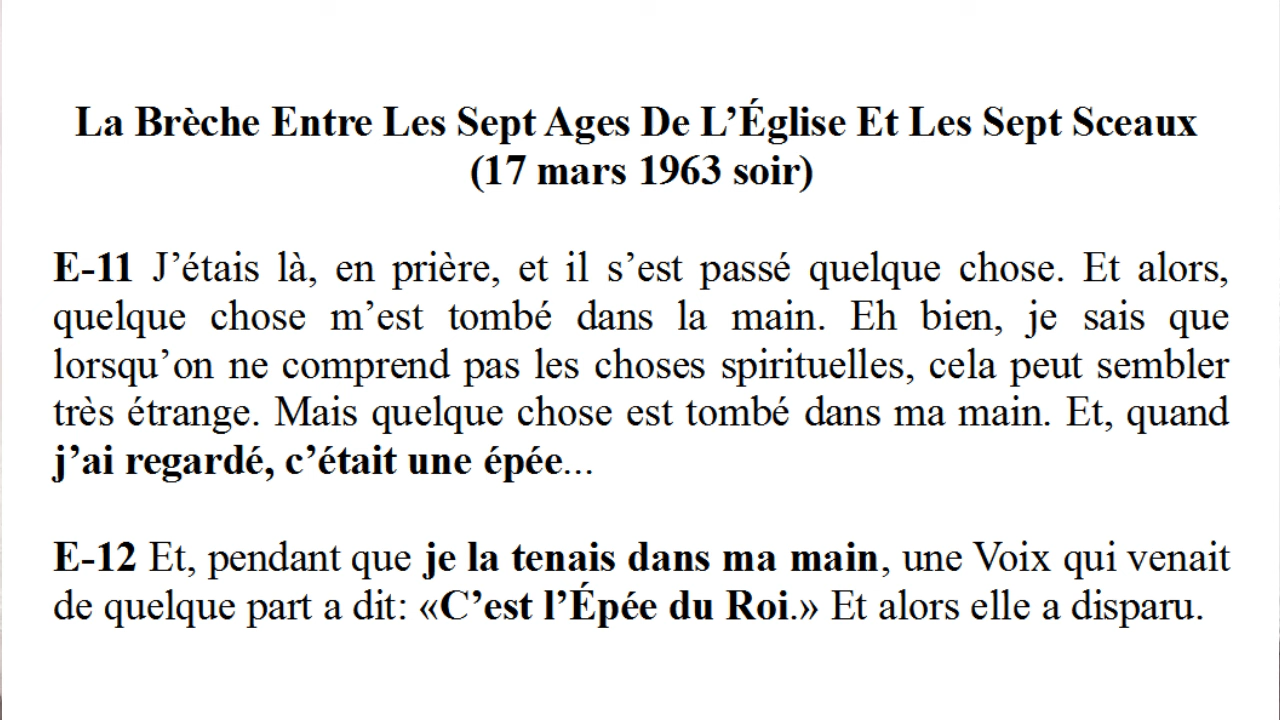 La Brèche Entre Les Sept Ages De L’Église Et Les Sept Sceaux
(17 mars 1963 soir)
E-11 J’étais là, en prière, et il s’est passé quelque chose. Et alors,
quelque chose m’est tombé dans la main. Eh bien, je sais que
lorsqu’on ne comprend pas les choses spirituelles, cela peut sembler
très étrange. Mais quelque chose est tombé dans ma main. Et, quand
j’ai regardé, c’était une épée...
E-12 Et, pendant que je la tenais dans ma main, une Voix qui venait
de quelque part a dit: «C’est l’Épée du Roi.» Et alors elle a disparu.